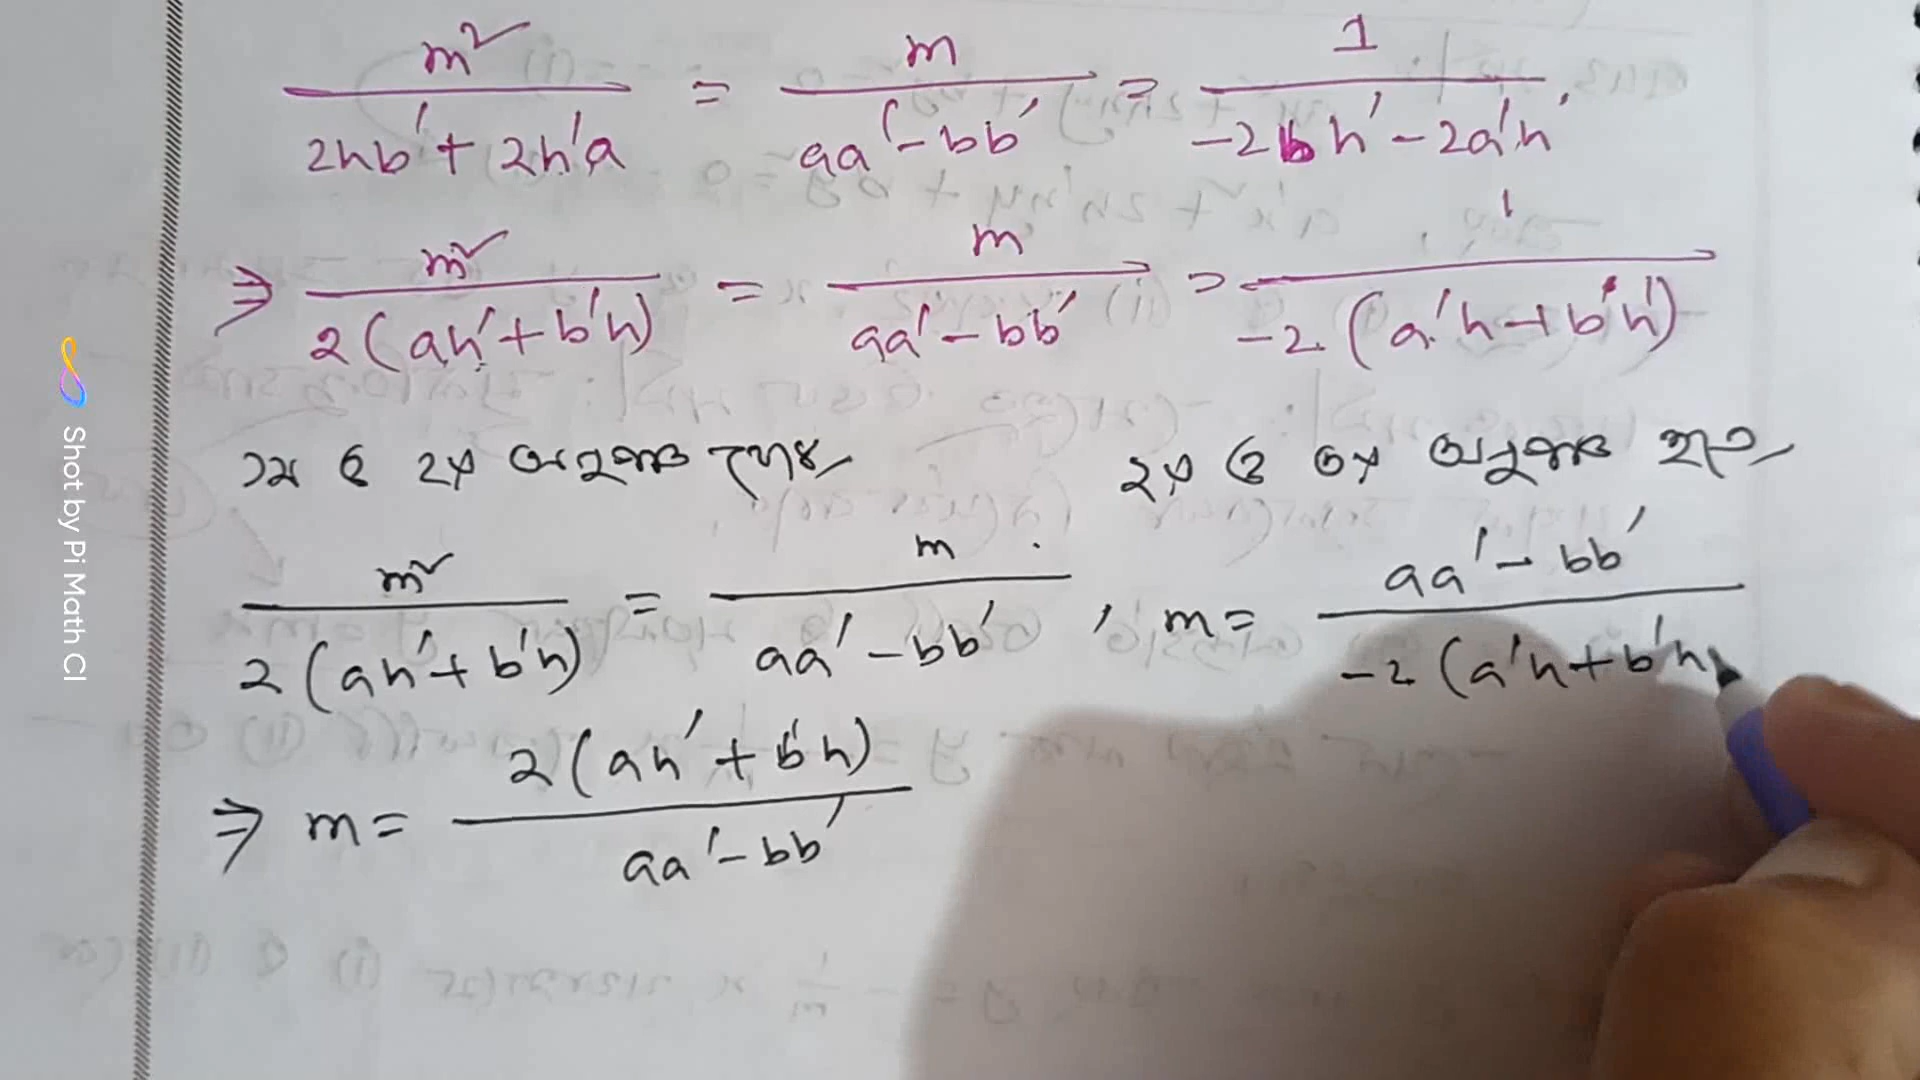 m²/(2hb' + 2h'a) = m/(aa' - bb') = 1/(-2bh' - 2a'h).
⇒ m²/(2(ah' + b'h)) = m/(aa' - bb') = 1/(-2(a'h + b'h'))
১ম ও ২য় অনুপাত হতে, ২য় ও ৩য় অনুপাত হতে,
m²/(2(ah' + b'h)) = m/(aa' - bb') , m = (aa' - bb')/(-2(a'h + b'h
⇒ m = 2(ah' + b'h)/(aa' - bb')
Shot by Pi Math Cl